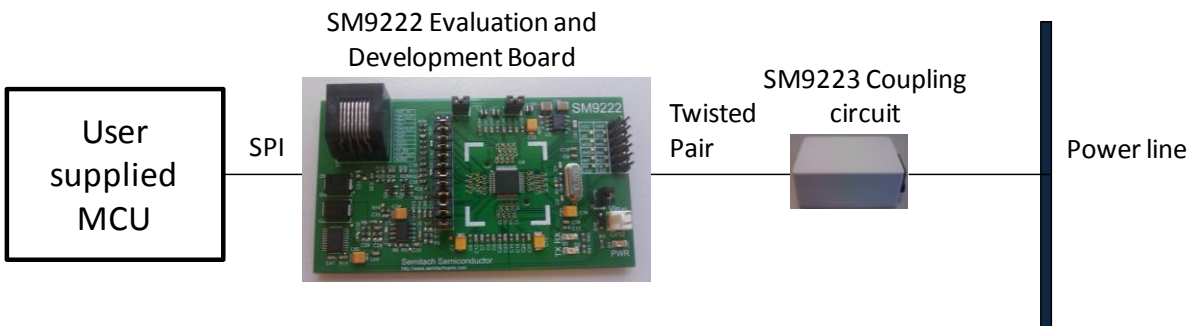 SM9222 Evaluation and
Development Board
SM9223 Coupling
circuit
User
supplied
MCU
SPI
Twisted
Pair
Power line
SM9222
TX RX
PWR
Semitech Semiconductor